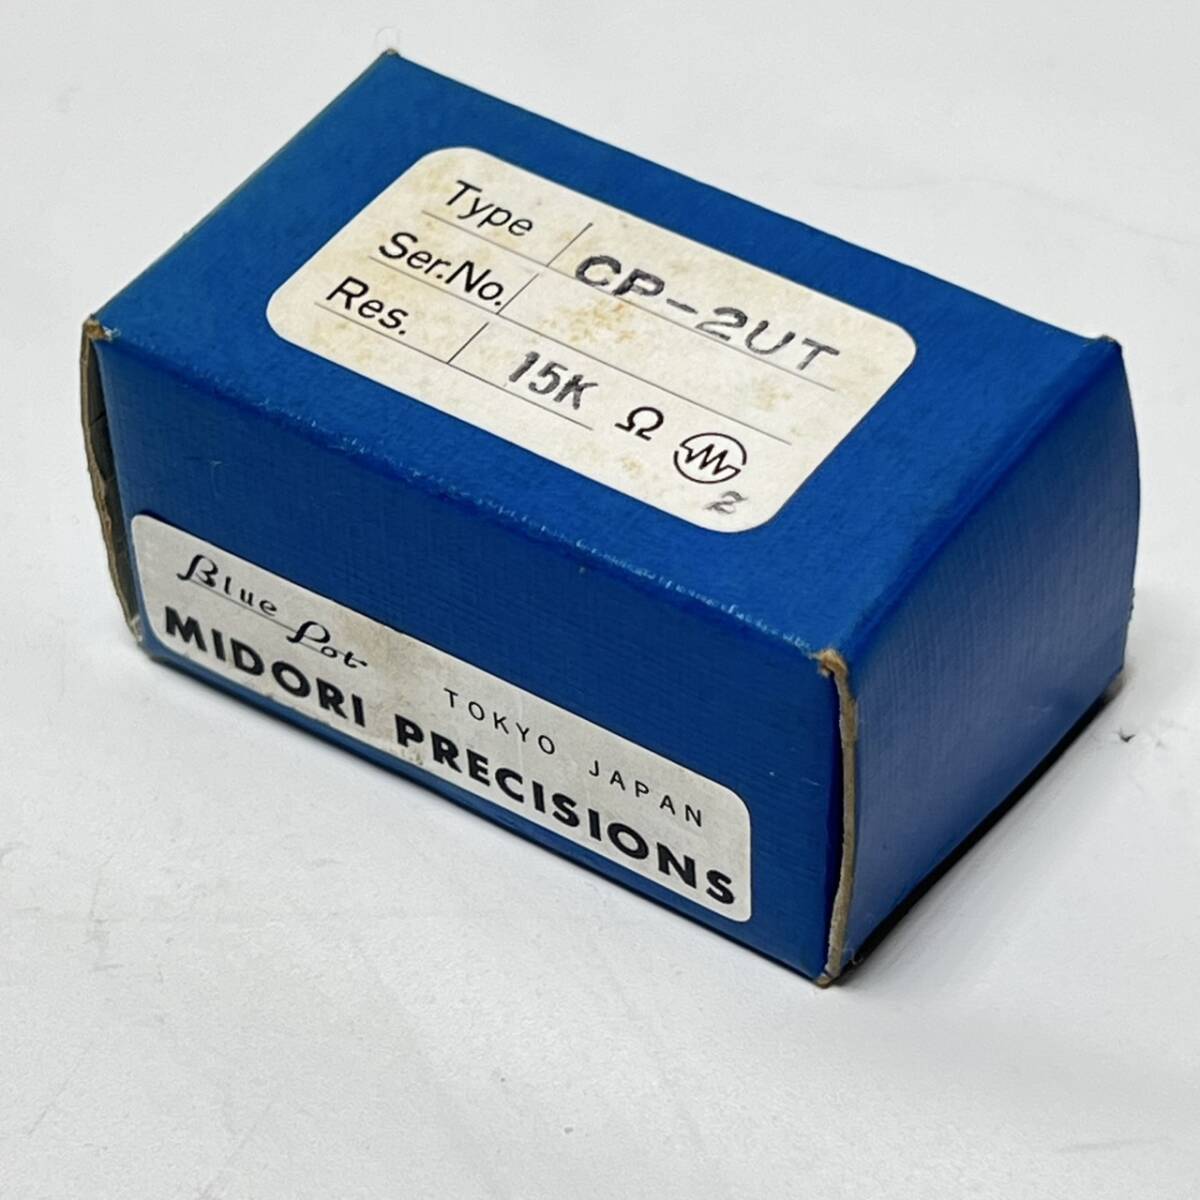 Type CP-2UT
Ser.No.
Res. 15K Ω
2
Blue Pot
TOKYO JAPAN
MIDORI PRECISIONS